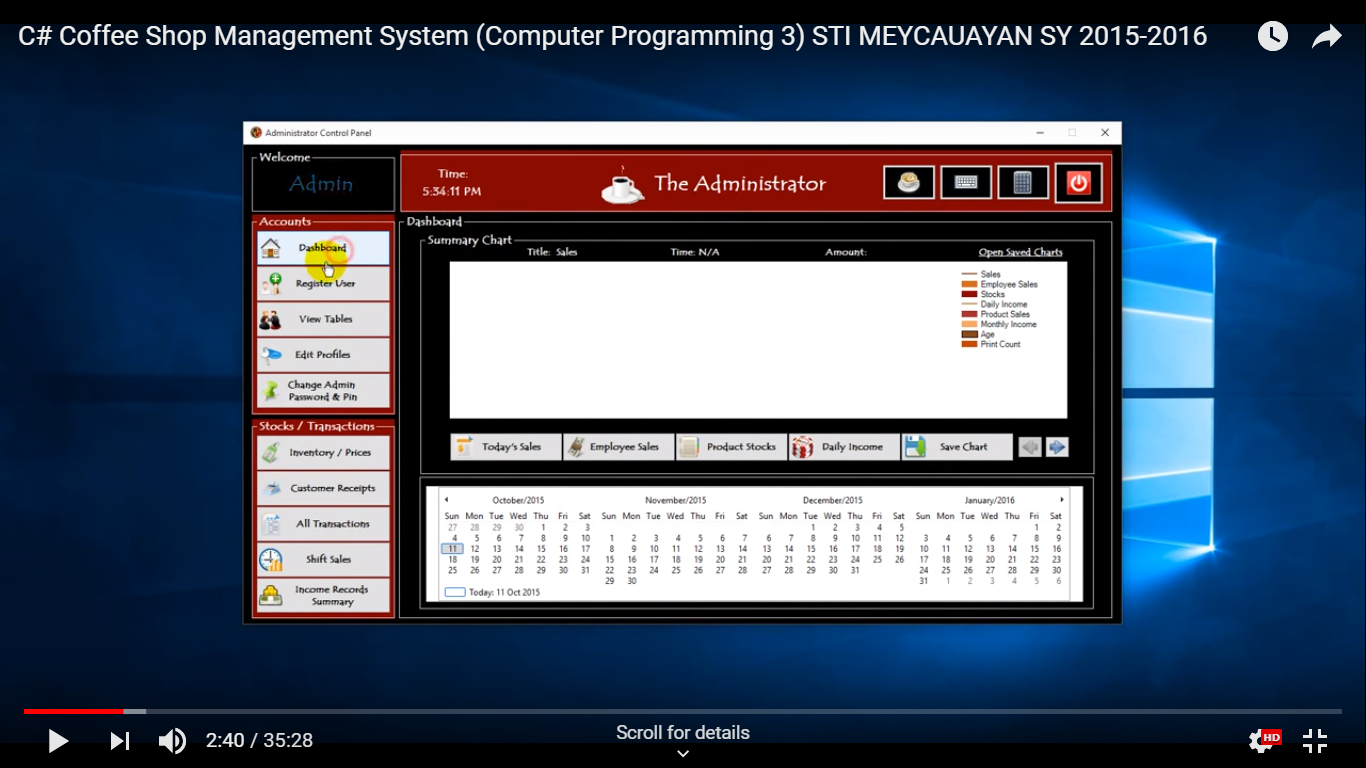 C# Coffee Shop Management System (Computer Programming 3) STI MEYCAUAYAN SY 2015-2016
Administrator Control Panel
Welcome
Admin
Time:
5:34:11 PM
The Administrator
Accounts
Dashboard
Register User
View Tables
Edit Profiles
Change Admin
Password & Pin
Stocks / Transactions
Inventory / Prices
Customer Receipts
All Transactions
Shift Sales
Income Records
Summary
Dashboard
Summary Chart
Title: Sales Time: N/A Amount: Open Saved Charts
Sales
Employee Sales
Stocks
Daily Income
Product Sales
Monthly Income
Age
Print Count
Today's Sales Employee Sales Product Stocks Daily Income Save Chart
October/2015 November/2015 December/2015 January/2016
Sun Mon Tue Wed Thu Fri Sat Sun Mon Tue Wed Thu Fri Sat Sun Mon Tue Wed Thu Fri Sat Sun Mon Tue Wed Thu Fri Sat
27 28 29 30 1 2 3 1 2 3 4 5 1 2
4 5 6 7 8 9 10 1 2 3 4 5 6 7 6 7 8 9 10 11 12 3 4 5 6 7 8 9
11 12 13 14 15 16 17 8 9 10 11 12 13 14 13 14 15 16 17 18 19 10 11 12 13 14 15 16
18 19 20 21 22 23 24 15 16 17 18 19 20 21 20 21 22 23 24 25 26 17 18 19 20 21 22 23
25 26 27 28 29 30 31 22 23 24 25 26 27 28 27 28 29 30 31 24 25 26 27 28 29 30
29 30 31 1 2 3 4 5 6
Today: 11 Oct 2015
2:40 / 35:28
Scroll for details
HD